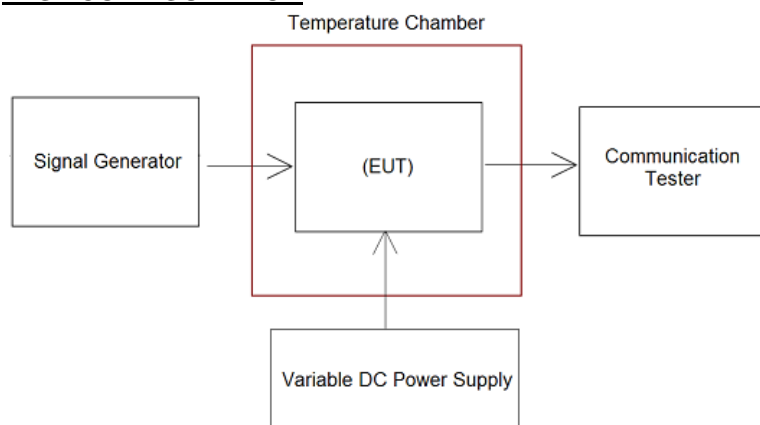 Temperature Chamber
Signal Generator
(EUT)
Communication
Tester
Variable DC Power Supply